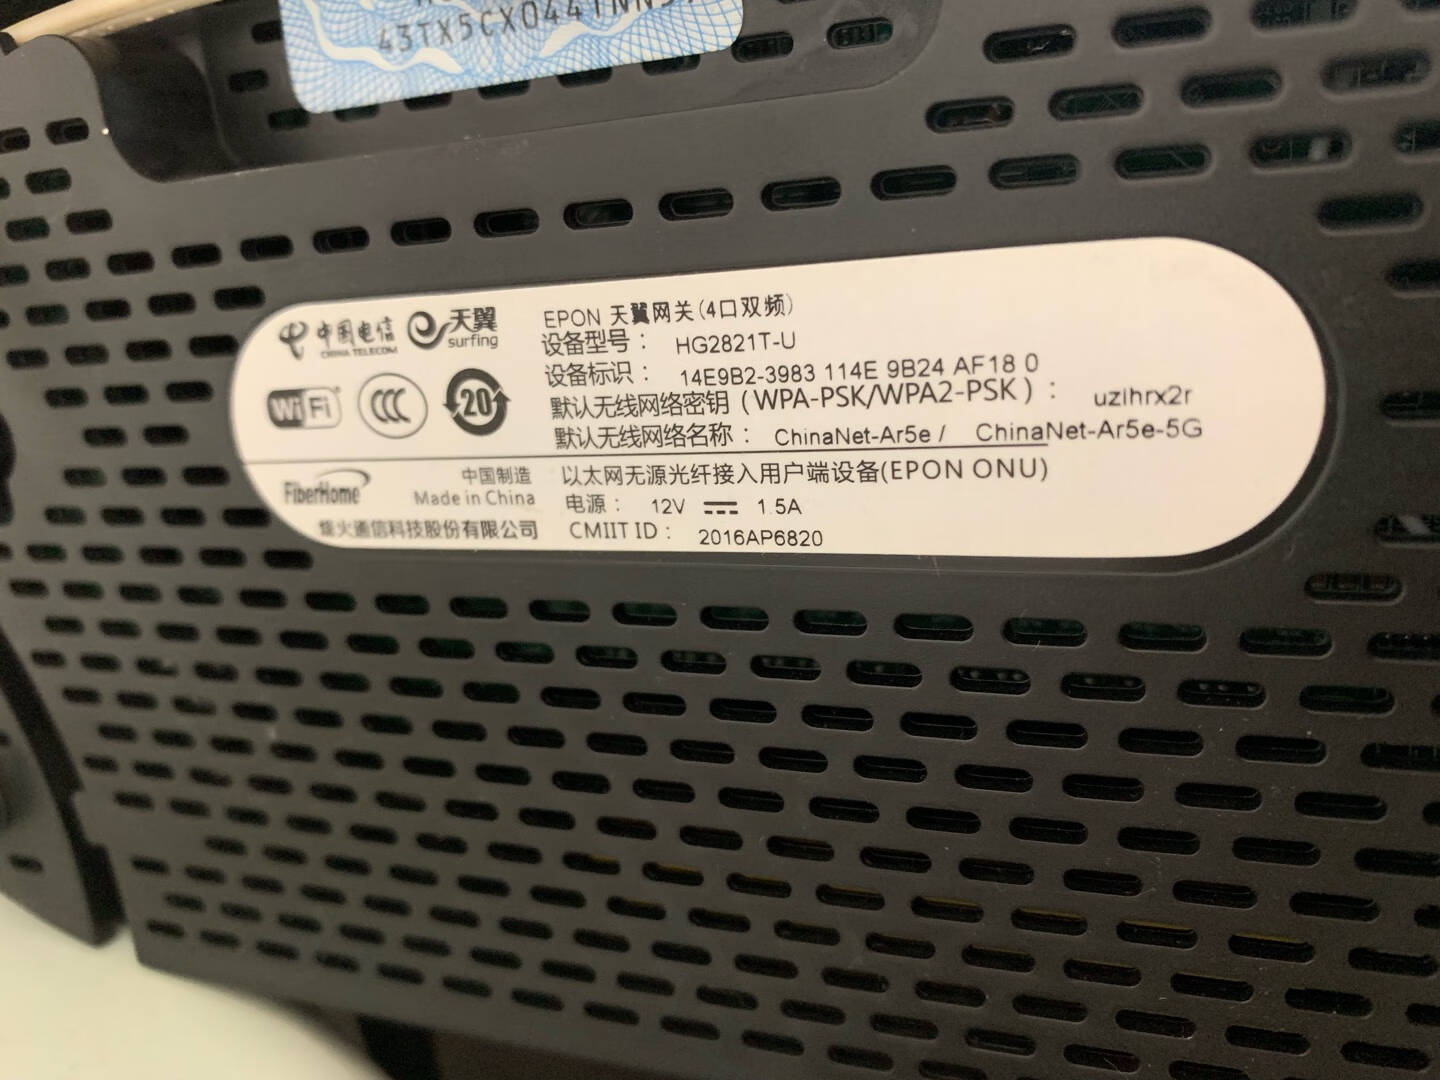 43TX5CX044TNN
中国电信
CHINA TELECOM
天翼
surfing
EPON 天翼网关(4口双频)
设备型号： HG2821T-U
设备标识： 14E9B2-3983 114E 9B24 AF18 0
默认无线网络密钥 (WPA-PSK/WPA2-PSK)： uzihrx2r
默认无线网络名称： ChinaNet-Ar5e / ChinaNet-Ar5e-5G
Wi Fi
CCC
20
FiberHome
中国制造
Made in China
烽火通信科技股份有限公司
以太网无源光纤接入用户端设备(EPON ONU)
电源： 12V 1.5A
CMIIT ID： 2016AP6820